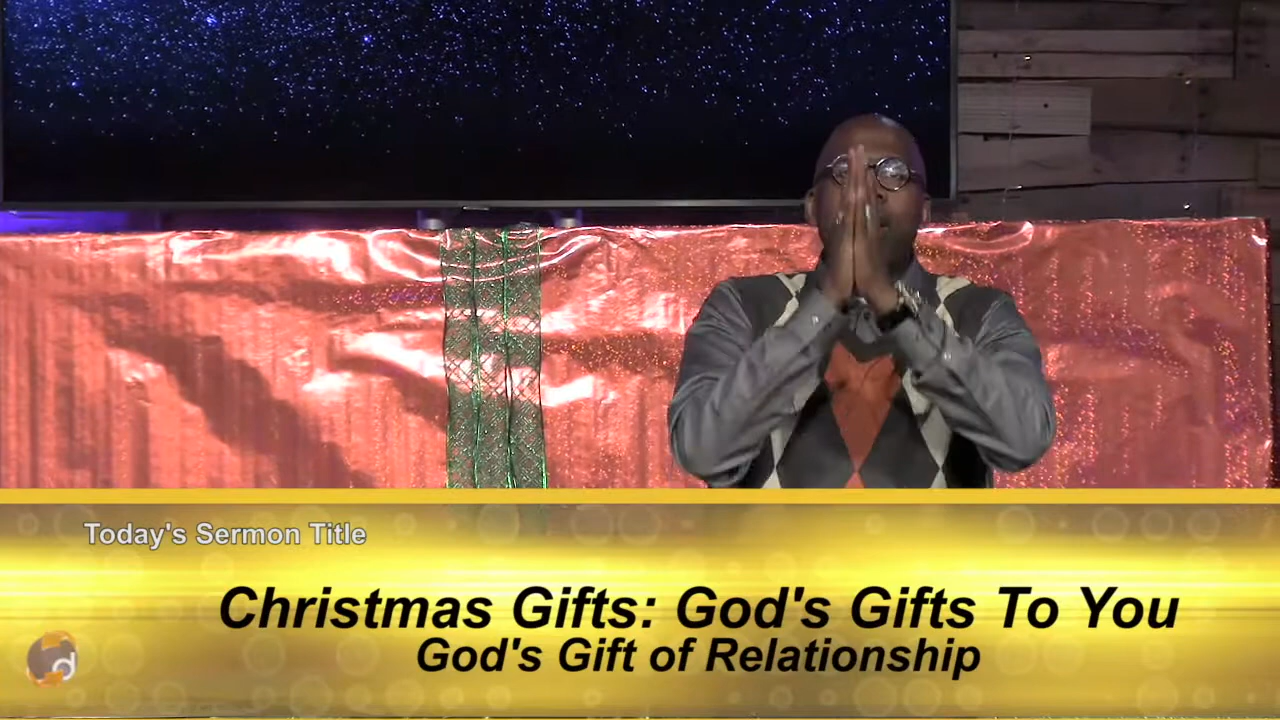 Today's Sermon Title
Christmas Gifts: God's Gifts To You
God's Gift of Relationship
d